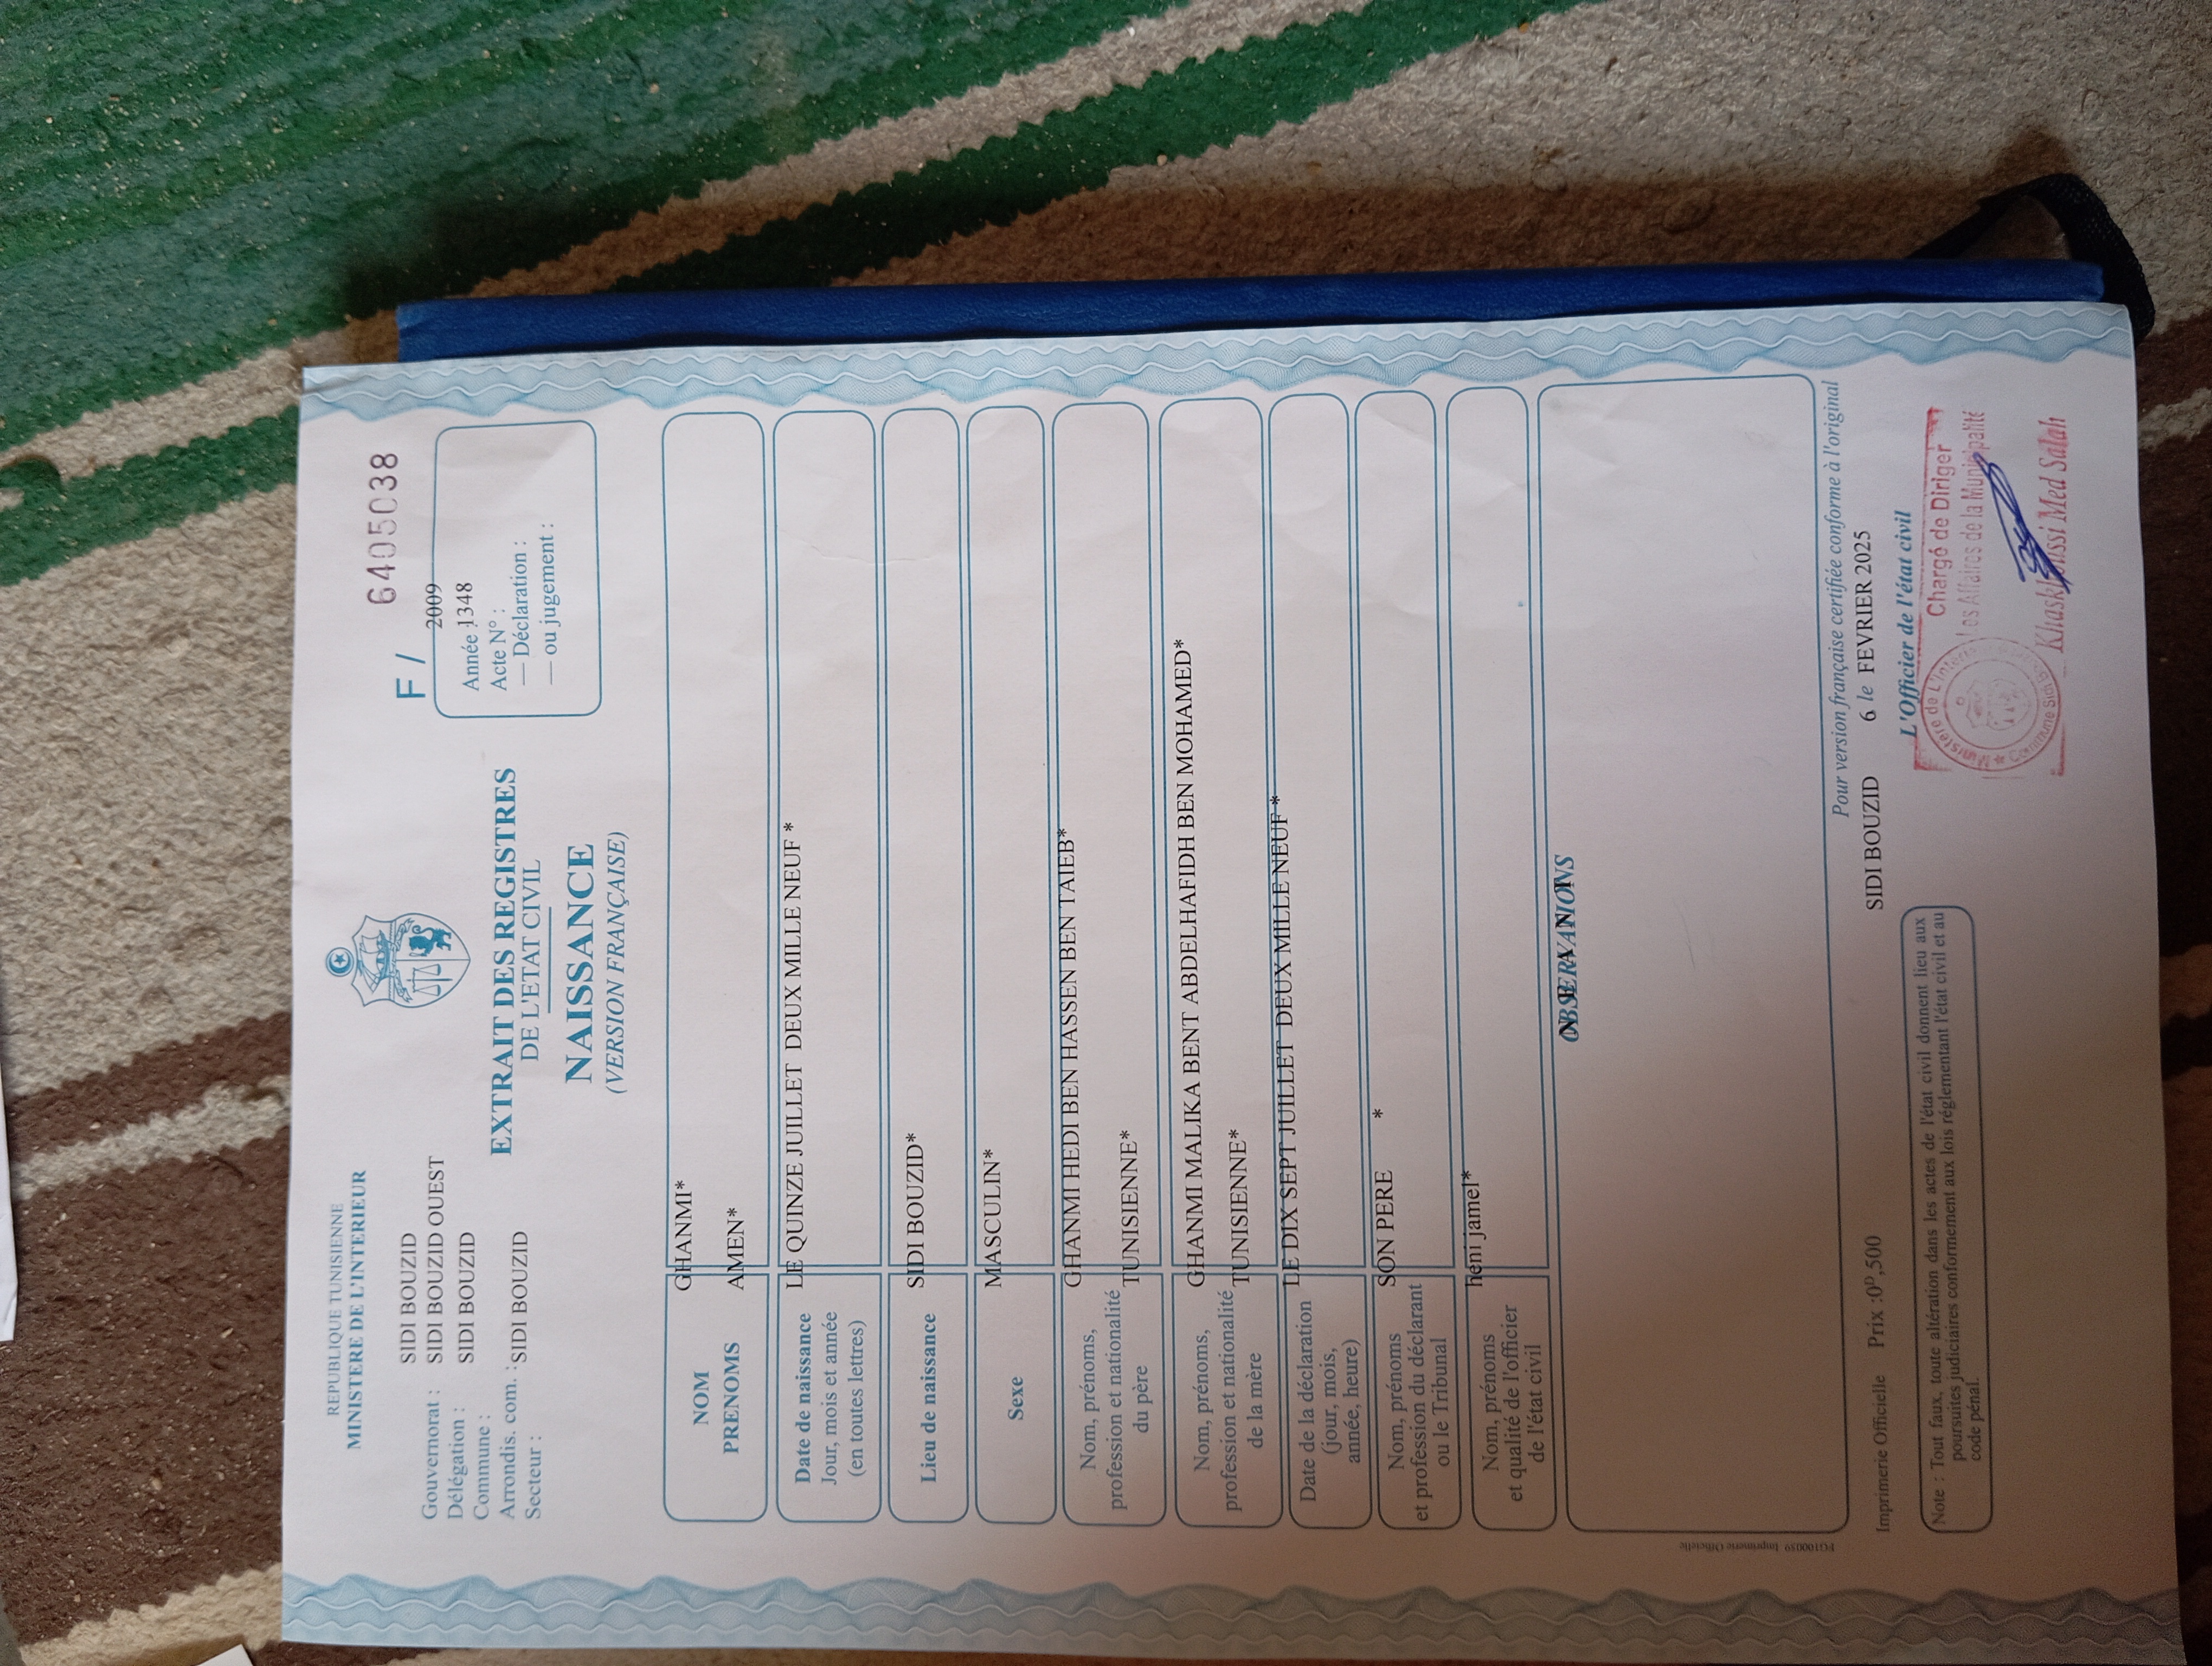 REPUBLIQUE TUNISIENNE
MINISTERE DE L'INTERIEUR
F / 6405038
Gouvernorat : SIDI BOUZID
Délégation : SIDI BOUZID OUEST
Commune : SIDI BOUZID
Arrondis. com. :
Secteur : SIDI BOUZID
2009
Année : 1348
Acte N° :
— Déclaration :
— ou jugement :
EXTRAIT DES REGISTRES
DE L'ETAT CIVIL
NAISSANCE
(VERSION FRANÇAISE)
NOM GHANMI*
PRENOMS AMEN*
Date de naissance LE QUINZE JUILLET DEUX MILLE NEUF *
Jour, mois et année
(en toutes lettres)
Lieu de naissance SIDI BOUZID*
Sexe MASCULIN*
Nom, prénoms, GHANMI HEDI BEN HASSEN BEN TAIEB*
profession et nationalité TUNISIENNE*
du père
Nom, prénoms, GHANMI MALIKA BENT ABDELHAFIDH BEN MOHAMED*
profession et nationalité TUNISIENNE*
de la mère
Date de la déclaration LE DIX SEPT JUILLET DEUX MILLE NEUF *
(jour, mois,
année, heure)
Nom, prénoms SON PERE *
et profession du déclarant
ou le Tribunal
Nom, prénoms heni jamel*
et qualité de l'officier
de l'état civil
OBSERVATIONS
FG100059 Imprimerie Officielle
Pour version française certifiée conforme à l'original
Imprimerie Officielle Prix :0ᴰ,500
SIDI BOUZID 6 le FEVRIER 2025
L'Officier de l'état civil
Note : Tout faux, toute altération dans les actes de l'état civil donnent lieu aux
poursuites judiciaires conformement aux lois réglementant l'état civil et au
code pénal.
Chargé de Diriger
Les Affaires de la Municipalité
Med Salah